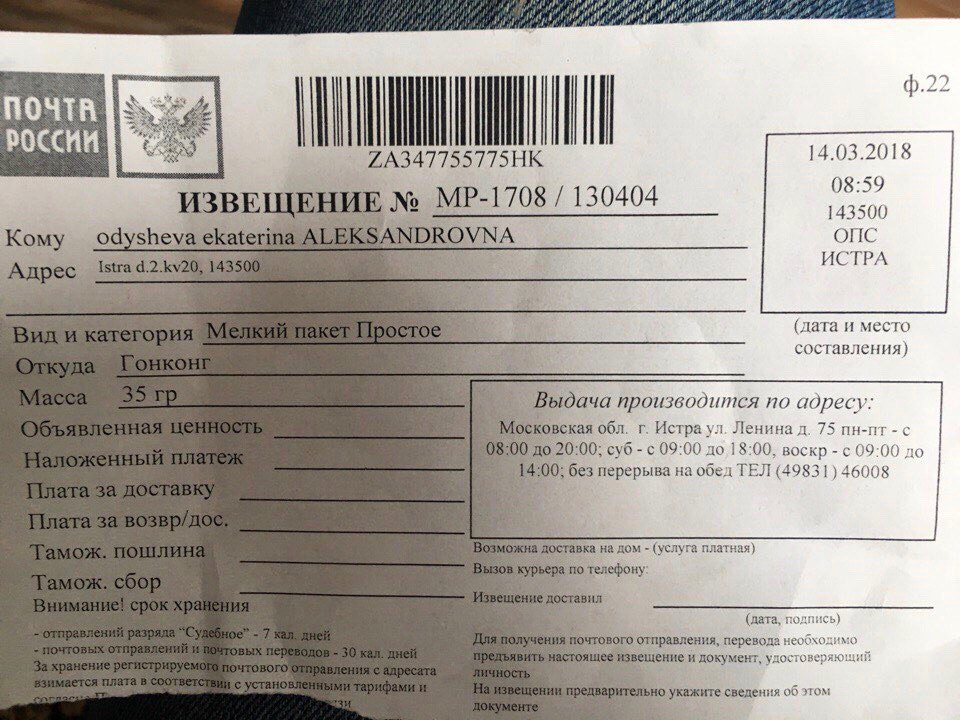 ПОЧТА
РОССИИ
ZA347755775HK
ф.22
14.03.2018
08:59
143500
ОПС
ИСТРА
(дата и место
составления)
ИЗВЕЩЕНИЕ № МР-1708 / 130404
Кому odysheva ekaterina ALEKSANDROVNA
Адрес Istra d.2.kv20, 143500
Вид и категория Мелкий пакет Простое
Откуда Гонконг
Масса 35 гр
Объявленная ценность
Наложенный платеж
Плата за доставку
Плата за возвр/дос.
Тамож. пошлина
Тамож. сбор
Внимание! срок хранения
- отправлений разряда “Судебное” - 7 кал. дней
- почтовых отправлений и почтовых переводов - 30 кал. дней
За хранение регистрируемого почтового отправления с адресата
взимается плата в соответствии с установленными тарифами и
Выдача производится по адресу:
Московская обл. г. Истра ул. Ленина д. 75 пн-пт - с
08:00 до 20:00; суб - с 09:00 до 18:00, воскр - с 09:00 до
14:00; без перерыва на обед ТЕЛ (49831) 46008
Возможна доставка на дом - (услуга платная)
Вызов курьера по телефону:
Извещение доставил
(дата, подпись)
Для получения почтового отправления, перевода необходимо
предъявить настоящее извещение и документ, удостоверяющий
личность
На извещении предварительно укажите сведения об этом
документе